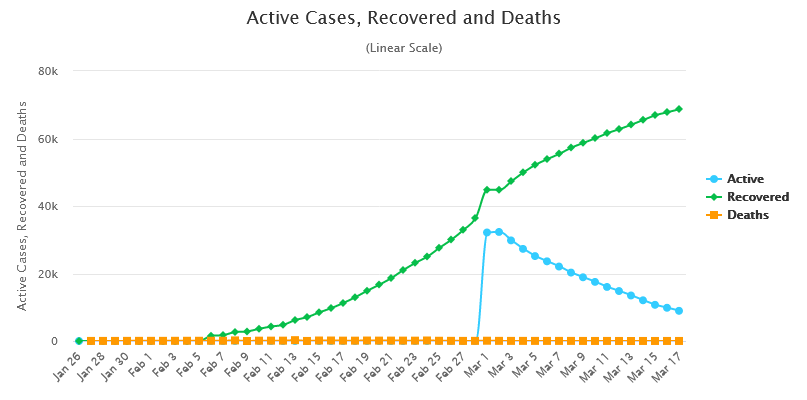 Active Cases, Recovered and Deaths
(Linear Scale)
Active Cases, Recovered and Deaths
80k
60k
40k
20k
0
Jan 26
Jan 28
Jan 30
Feb 1
Feb 3
Feb 5
Feb 7
Feb 9
Feb 11
Feb 13
Feb 15
Feb 17
Feb 19
Feb 21
Feb 23
Feb 25
Feb 27
Mar 1
Mar 3
Mar 5
Mar 7
Mar 9
Mar 11
Mar 13
Mar 15
Mar 17
Active
Recovered
Deaths